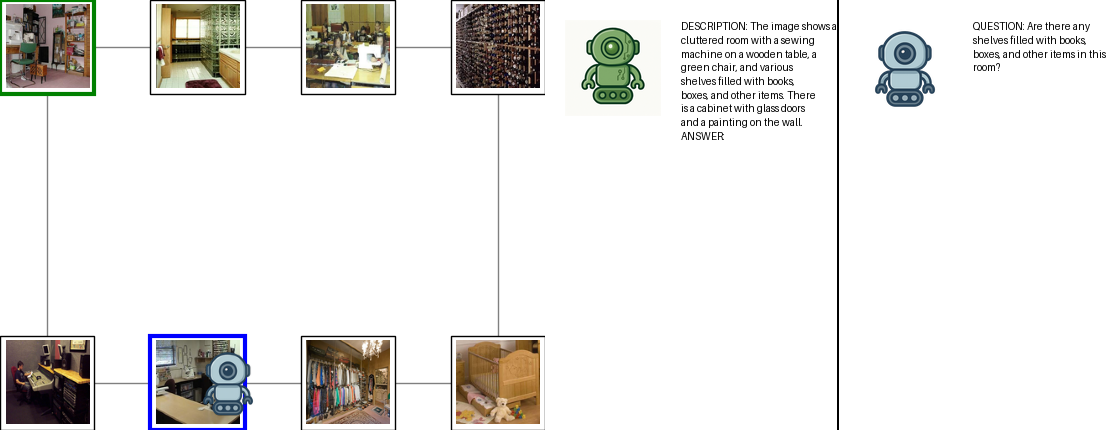 DESCRIPTION: The image shows a
cluttered room with a sewing
machine on a wooden table, a
green chair, and various
shelves filled with books,
boxes, and other items. There
is a cabinet with glass doors
and a painting on the wall.
ANSWER:
QUESTION: Are there any
shelves filled with books,
boxes, and other items in this
room?